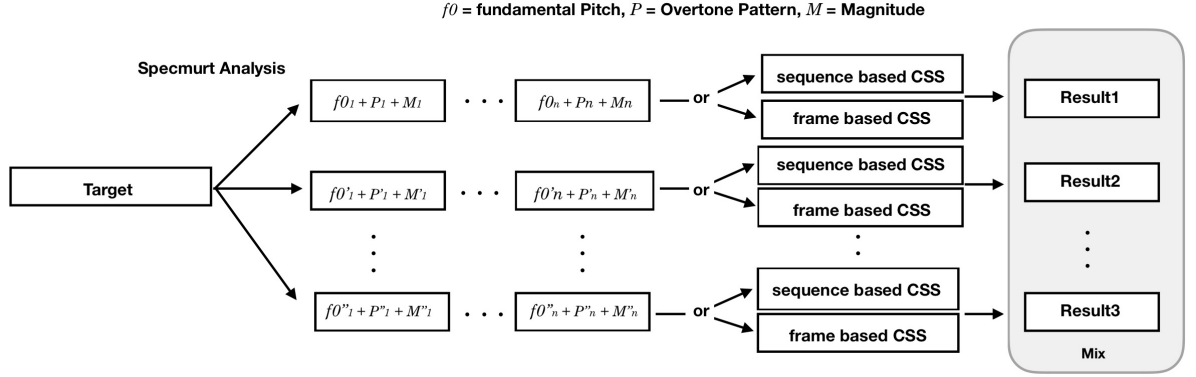 f0 = fundamental Pitch, P = Overtone Pattern, M = Magnitude
Specmurt Analysis
Target
f0₁ + P₁ + M₁ . . . f0ₙ + Pn + Mn
or
sequence based CSS
frame based CSS
Result1
f0'₁ + P'₁ + M'₁ . . . f0'n + P'ₙ + M'ₙ
or
sequence based CSS
frame based CSS
Result2
f0"₁ + P"₁ + M"₁ . . . f0"ₙ + P"ₙ + M"ₙ
or
sequence based CSS
frame based CSS
Result3
Mix